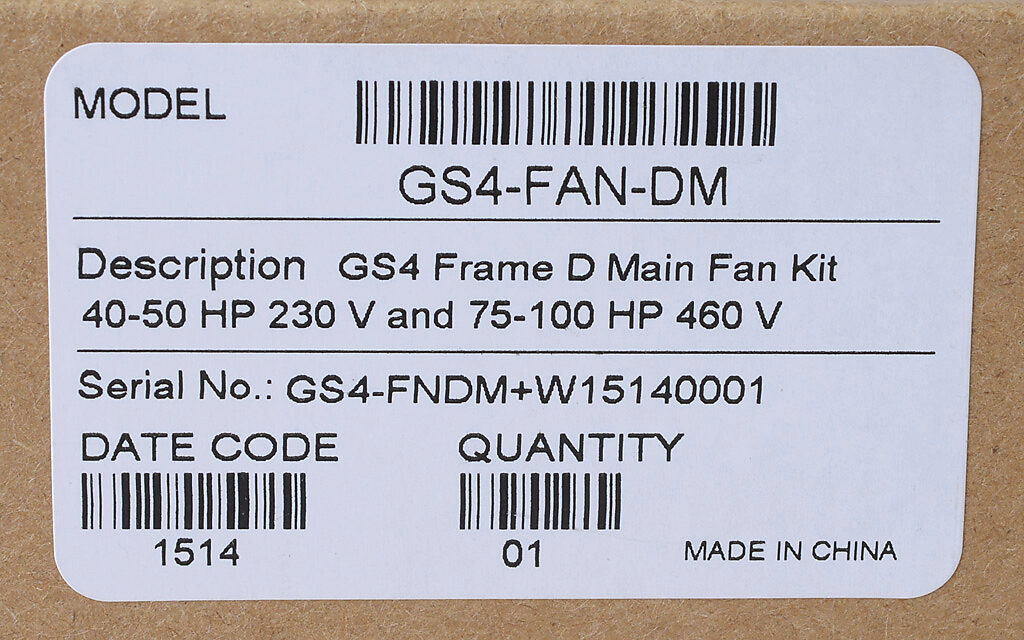 MODEL
GS4-FAN-DM
Description GS4 Frame D Main Fan Kit
40-50 HP 230 V and 75-100 HP 460 V
Serial No.: GS4-FNDM+W15140001
DATE CODE QUANTITY
1514 01 MADE IN CHINA